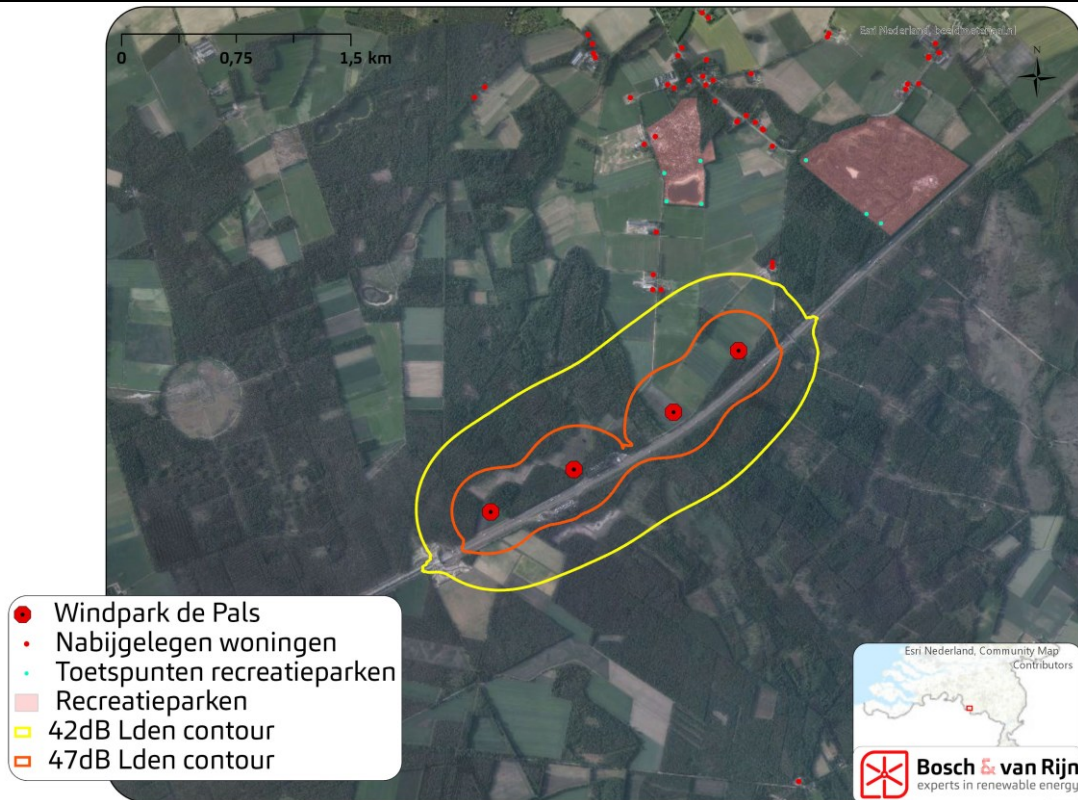 0 0,75 1,5 km
Esri Nederland, beeldmateriaal.nl
N
Windpark de Pals
Nabijgelegen woningen
Toetspunten recreatieparken
Recreatieparken
42dB Lden contour
47dB Lden contour
Esri Nederland, Community Map
Contributors
Bosch & van Rijn
experts in renewable energy